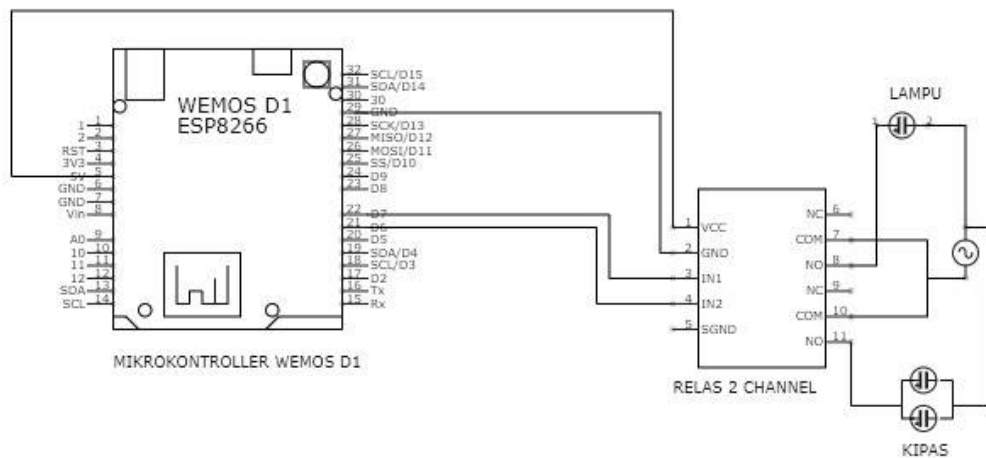 WEMOS D1
ESP8266
1
2
RST 3
3V3 4
5V 5
GND 6
GND 7
Vin 8
A0 9
10 10
11 11
12 12
SDA 13
SCL 14
32 SCL/D15
31 SDA/D14
30 30
29 GND
28 SCK/D13
27 MISO/D12
26 MOSI/D11
25 SS/D10
24 D9
23 D8
22 D7
21 D6
20 D5
19 SDA/D4
18 SCL/D3
17 D2
16 Tx
15 Rx
MIKROKONTROLLER WEMOS D1
1 VCC
2 GND
3 IN1
4 IN2
5 SGND
NC 6
COM 7
NO 8
NC 9
COM 10
NO 11
RELAS 2 CHANNEL
LAMPU
1 2
KIPAS